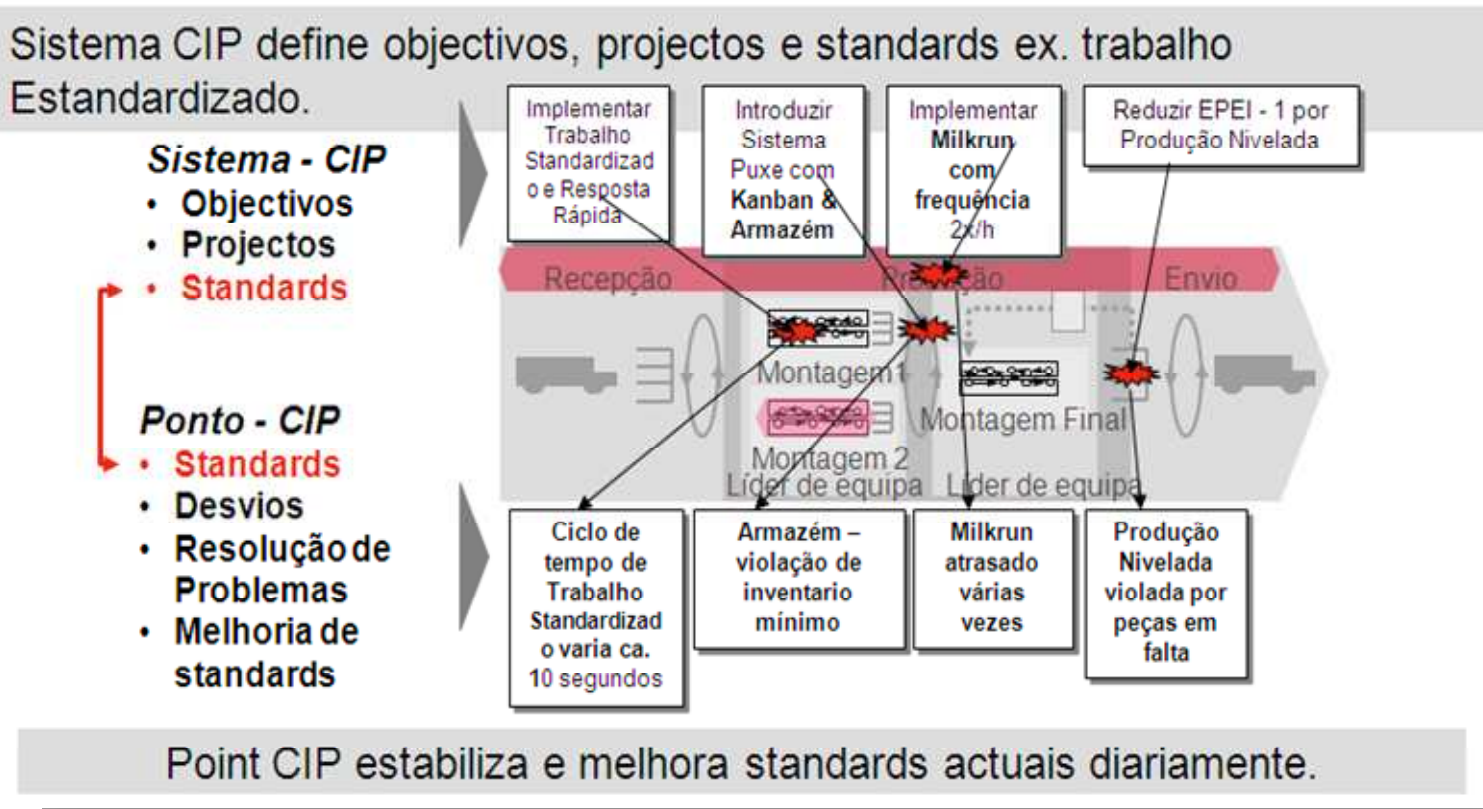 Sistema CIP define objectivos, projectos e standards ex. trabalho
Estandardizado.
Sistema - CIP
• Objectivos
• Projectos
• Standards
Implementar
Trabalho
Standardizad
o e Resposta
Rápida
Introduzir
Sistema
Puxe com
Kanban &
Armazém
Implementar
Milkrun
com
frequência
2x/h
Reduzir EPEI - 1 por
Produção Nivelada
Recepção
Produção
Envio
Montagem 1
Montagem 2
Líder de equipa
Montagem Final
Líder de equipa
Ponto - CIP
• Standards
• Desvios
• Resolução de
Problemas
• Melhoria de
standards
Ciclo de
tempo de
Trabalho
Standardizad
o varia ca.
10 segundos
Armazém –
violação de
inventario
mínimo
Milkrun
atrasado
várias
vezes
Produção
Nivelada
violada por
peças em
falta
Point CIP estabiliza e melhora standards actuais diariamente.